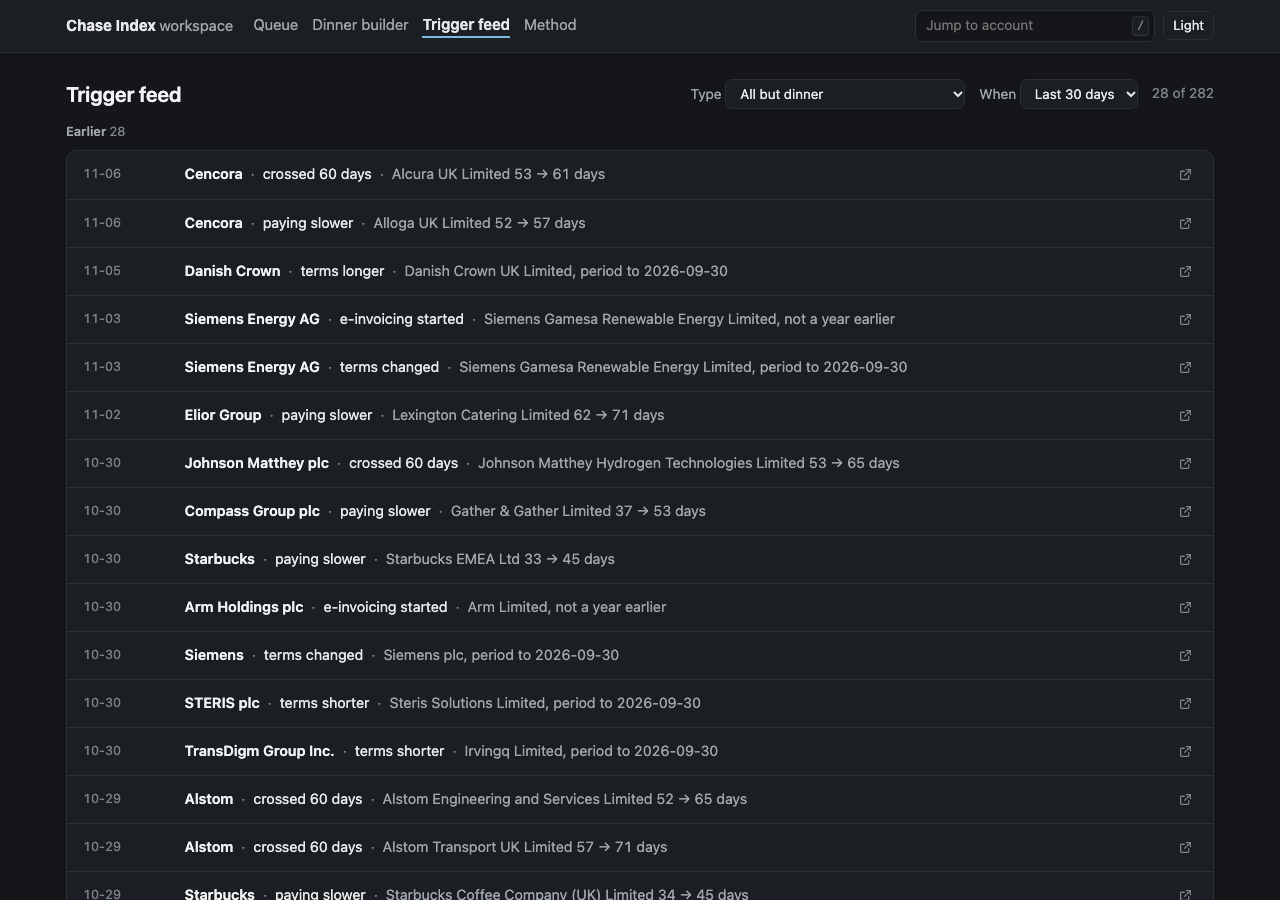 Chase Index workspace Queue Dinner builder Trigger feed Method Jump to account / Light
Trigger feed Type All but dinner When Last 30 days 28 of 282
Earlier 28
11-06 Cencora · crossed 60 days · Alcura UK Limited 53 → 61 days
11-06 Cencora · paying slower · Alloga UK Limited 52 → 57 days
11-05 Danish Crown · terms longer · Danish Crown UK Limited, period to 2026-09-30
11-03 Siemens Energy AG · e-invoicing started · Siemens Gamesa Renewable Energy Limited, not a year earlier
11-03 Siemens Energy AG · terms changed · Siemens Gamesa Renewable Energy Limited, period to 2026-09-30
11-02 Elior Group · paying slower · Lexington Catering Limited 62 → 71 days
10-30 Johnson Matthey plc · crossed 60 days · Johnson Matthey Hydrogen Technologies Limited 53 → 65 days
10-30 Compass Group plc · paying slower · Gather & Gather Limited 37 → 53 days
10-30 Starbucks · paying slower · Starbucks EMEA Ltd 33 → 45 days
10-30 Arm Holdings plc · e-invoicing started · Arm Limited, not a year earlier
10-30 Siemens · terms changed · Siemens plc, period to 2026-09-30
10-30 STERIS plc · terms shorter · Steris Solutions Limited, period to 2026-09-30
10-30 TransDigm Group Inc. · terms shorter · Irvingq Limited, period to 2026-09-30
10-29 Alstom · crossed 60 days · Alstom Engineering and Services Limited 52 → 65 days
10-29 Alstom · crossed 60 days · Alstom Transport UK Limited 57 → 71 days
10-29 Starbucks · paying slower · Starbucks Coffee Company (UK) Limited 34 → 45 days